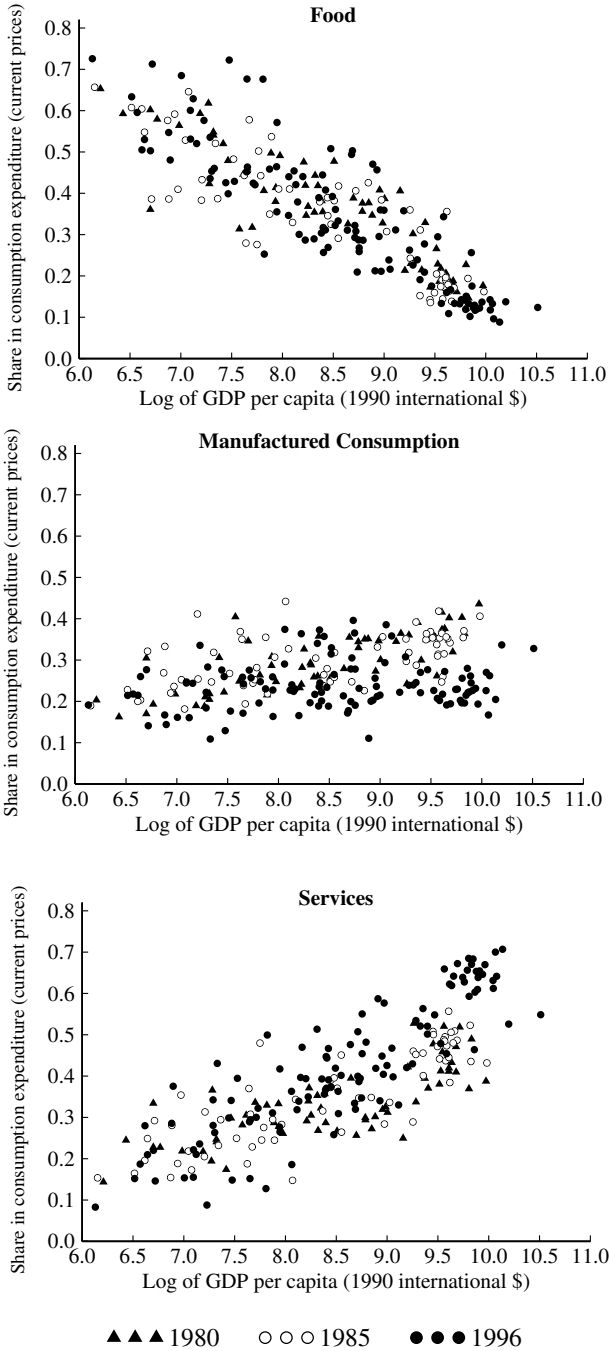 Food
Share in consumption expenditure (current prices)
0.8
0.7
0.6
0.5
0.4
0.3
0.2
0.1
0.0
6.0 6.5 7.0 7.5 8.0 8.5 9.0 9.5 10.0 10.5 11.0
Log of GDP per capita (1990 international $)
Manufactured Consumption
Share in consumption expenditure (current prices)
0.8
0.7
0.6
0.5
0.4
0.3
0.2
0.1
0.0
6.0 6.5 7.0 7.5 8.0 8.5 9.0 9.5 10.0 10.5 11.0
Log of GDP per capita (1990 international $)
Services
Share in consumption expenditure (current prices)
0.8
0.7
0.6
0.5
0.4
0.3
0.2
0.1
0.0
6.0 6.5 7.0 7.5 8.0 8.5 9.0 9.5 10.0 10.5 11.0
Log of GDP per capita (1990 international $)
1980 1985 1996